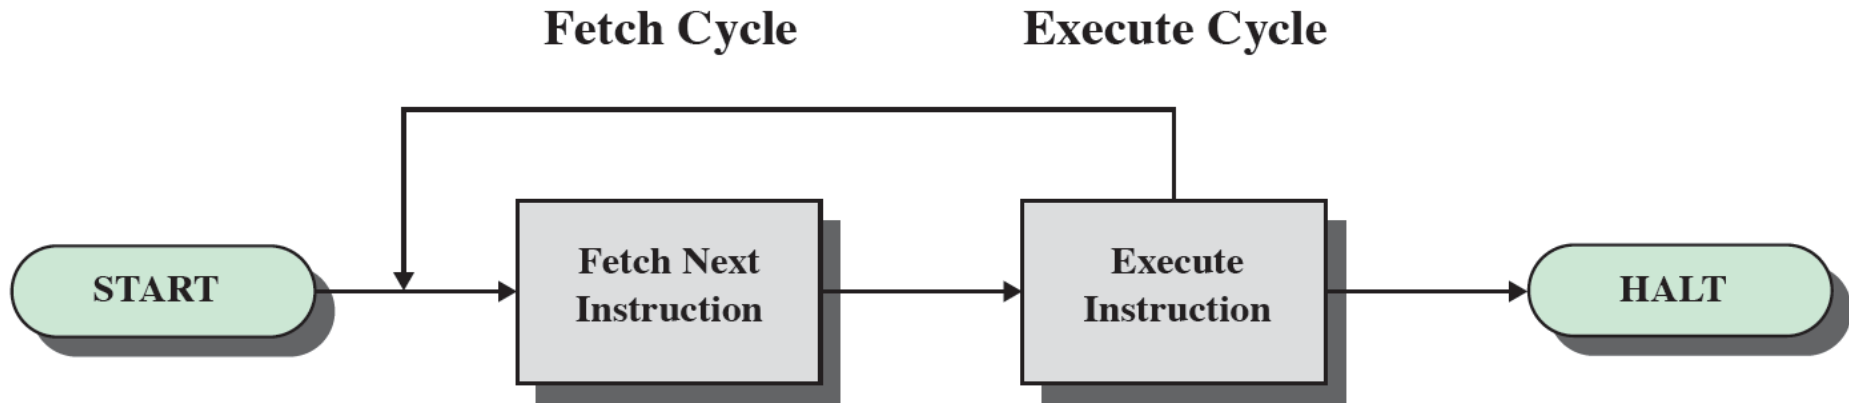 Fetch Cycle
Execute Cycle
START
Fetch Next
Instruction
Execute
Instruction
HALT